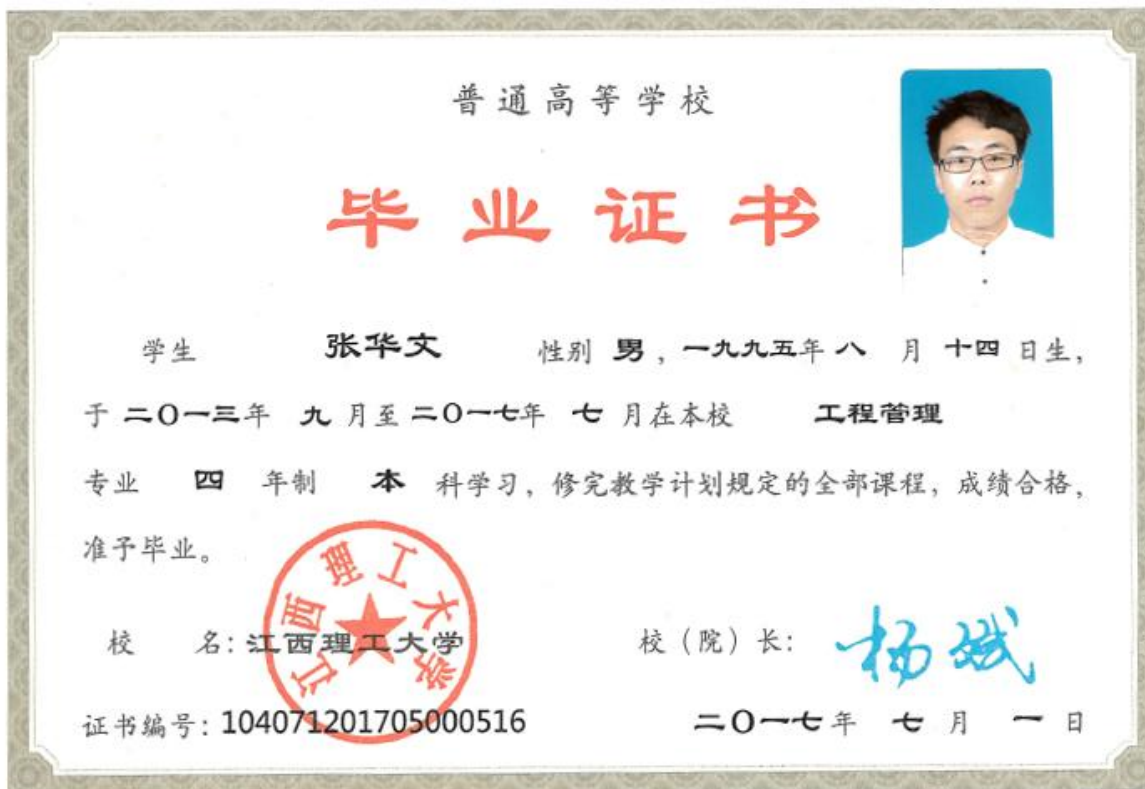 普通高等学校
毕业证书
学生 张华文 性别 男，一九九五年 八 月 十四 日生，
于 二〇一三年 九 月至 二〇一七年 七 月在本校 工程管理
专业 四 年制 本 科学习，修完教学计划规定的全部课程，成绩合格，
准予毕业。
江西理工大学
校 名：江西理工大学 校（院）长： 杨斌
证书编号：104071201705000516 二〇一七年 七 月 一 日